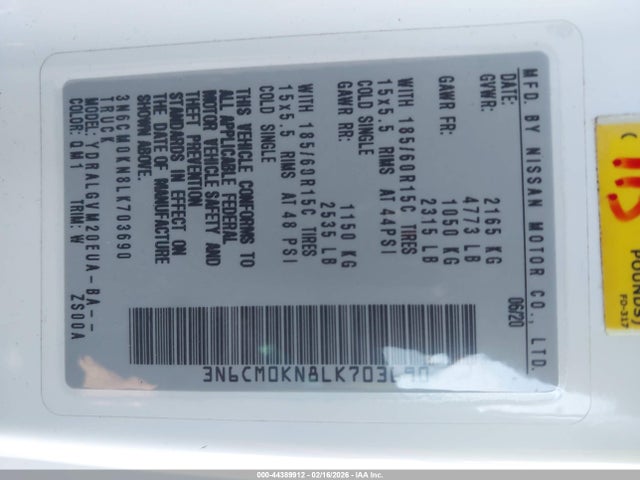 MFD. BY NISSAN MOTOR CO., LTD.
DATE: 06/20
GVWR: 2165 KG
4773 LB
GAWR FR: 1050 KG
2315 LB
WITH 185/60R15C TIRES
15x5.5 RIMS AT 44PSI
COLD SINGLE
GAWR RR: 1150 KG
2535 LB
WITH 185/60R15C TIRES
15x5.5 RIMS AT 48 PSI
COLD SINGLE
THIS VEHICLE CONFORMS TO
ALL APPLICABLE FEDERAL
MOTOR VEHICLE SAFETY AND
THEFT PREVENTION
STANDARDS IN EFFECT ON
THE DATE OF MANUFACTURE
SHOWN ABOVE.
3N6CM0KN8LK703690
TRUCK
MODEL: YDRALGVM20EUA-BA--
COLOR: QM1 TRIM: W ZS00A
3N6CM0KN8LK703690
115
POUNDS)
FO-317
000-44389912 - 02/16/2026 - IAA Inc.